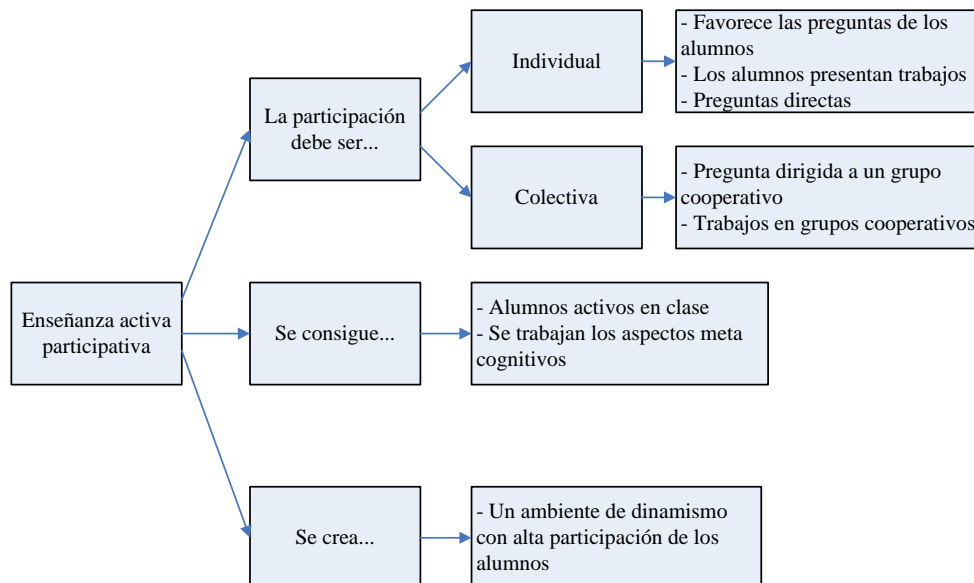 Enseñanza activa
participativa
La participación
debe ser...
Individual
- Favorece las preguntas de los
alumnos
- Los alumnos presentan trabajos
- Preguntas directas
Colectiva
- Pregunta dirigida a un grupo
cooperativo
- Trabajos en grupos cooperativos
Se consigue...
- Alumnos activos en clase
- Se trabajan los aspectos meta
cognitivos
Se crea...
- Un ambiente de dinamismo
con alta participación de los
alumnos